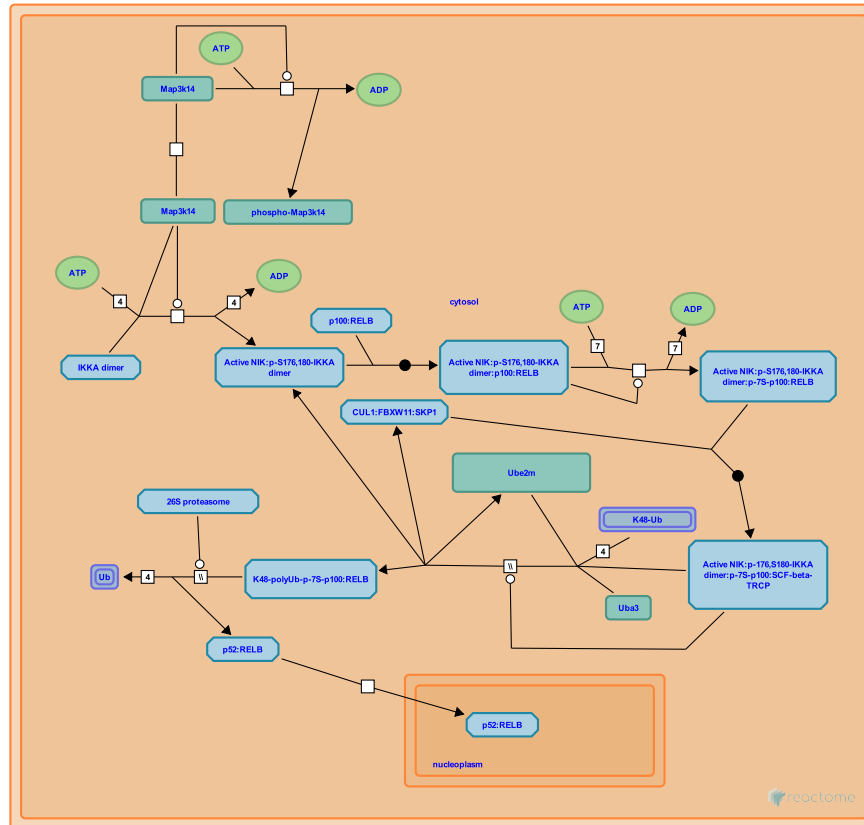 ATP
Map3k14
ADP
Map3k14
phospho-Map3k14
ATP
ADP
4
4
cytosol
p100:RELB
ATP
ADP
IKKA dimer
Active NIK:p-S176,180-IKKA
dimer
Active NIK:p-S176,180-IKKA
dimer:p100:RELB
7
7
Active NIK:p-S176,180-IKKA
dimer:p-7S-p100:RELB
CUL1:FBXW11:SKP1
Ube2m
26S proteasome
K48-Ub
4
Ub
4
\\
K48-polyUb-p-7S-p100:RELB
\\
Active NIK:p-176,S180-IKKA
dimer:p-7S-p100:SCF-beta-
TRCP
Uba3
p52:RELB
p52:RELB
nucleoplasm
reactome